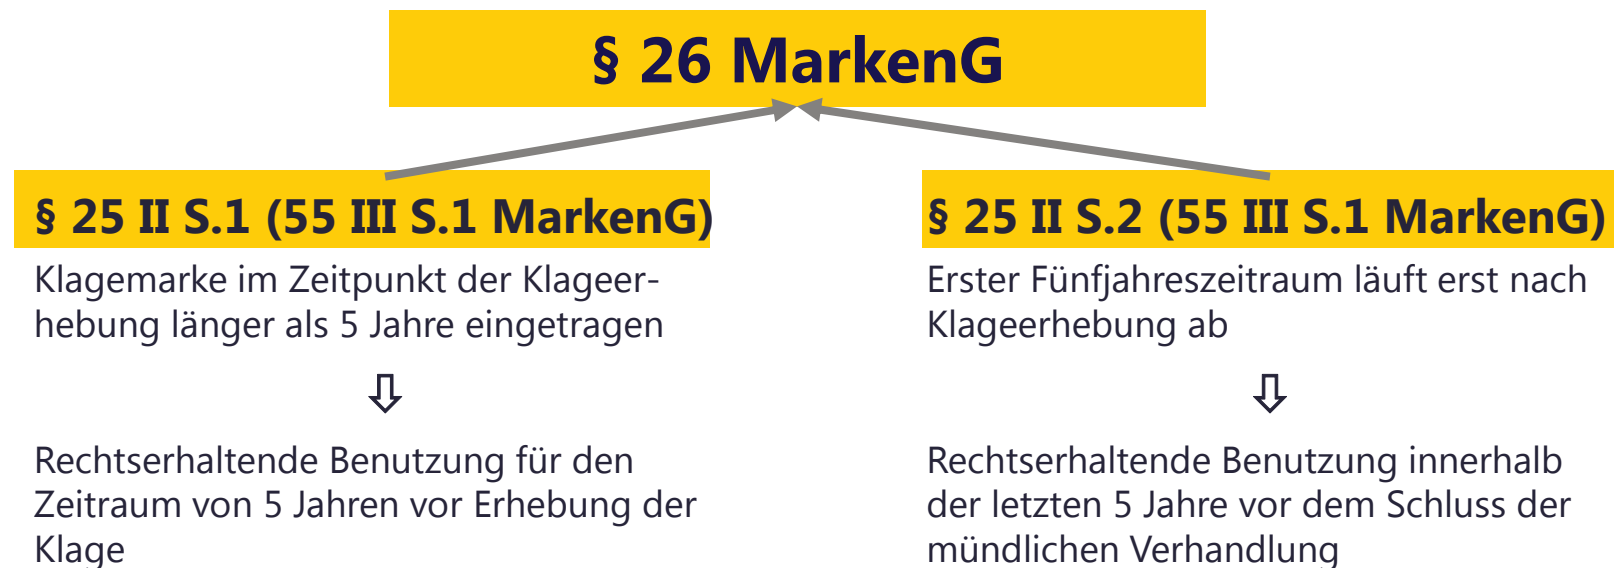 § 26 MarkenG
§ 25 II S.1 (55 III S.1 MarkenG)
Klagemarke im Zeitpunkt der Klageer-
hebung länger als 5 Jahre eingetragen
⇩
Rechtserhaltende Benutzung für den
Zeitraum von 5 Jahren vor Erhebung der
Klage
§ 25 II S.2 (55 III S.1 MarkenG)
Erster Fünfjahreszeitraum läuft erst nach
Klageerhebung ab
⇩
Rechtserhaltende Benutzung innerhalb
der letzten 5 Jahre vor dem Schluss der
mündlichen Verhandlung